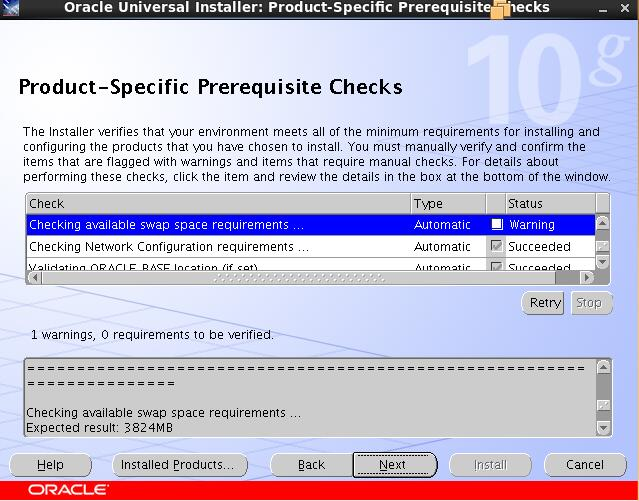 Oracle Universal Installer: Product-Specific Prerequisite Checks
10g
Product-Specific Prerequisite Checks
The Installer verifies that your environment meets all of the minimum requirements for installing and
configuring the products that you have chosen to install. You must manually verify and confirm the
items that are flagged with warnings and items that require manual checks. For details about
performing these checks, click the item and review the details in the box at the bottom of the window.
Check Type Status
Checking available swap space requirements ... Automatic Warning
Checking Network Configuration requirements ... Automatic Succeeded
Validating ORACLE_BASE location (if set) Automatic Succeeded
Retry Stop
1 warnings, 0 requirements to be verified.
========================================================
===============
Checking available swap space requirements ...
Expected result: 3824MB
Help Installed Products... Back Next Install Cancel
ORACLE